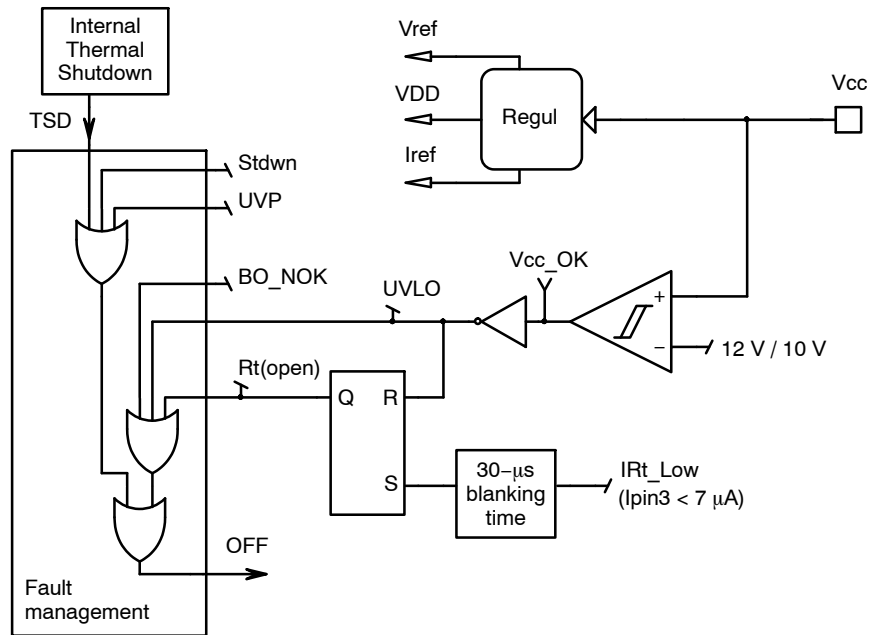 Internal
Thermal
Shutdown
TSD
Vref
VDD
Iref
Regul
Vcc
Stdwn
UVP
BO_NOK
UVLO
Vcc_OK
+
−
12 V / 10 V
Rt(open)
Q
R
S
30−μs
blanking
time
IRt_Low
(Ipin3 < 7 μA)
OFF
Fault
management